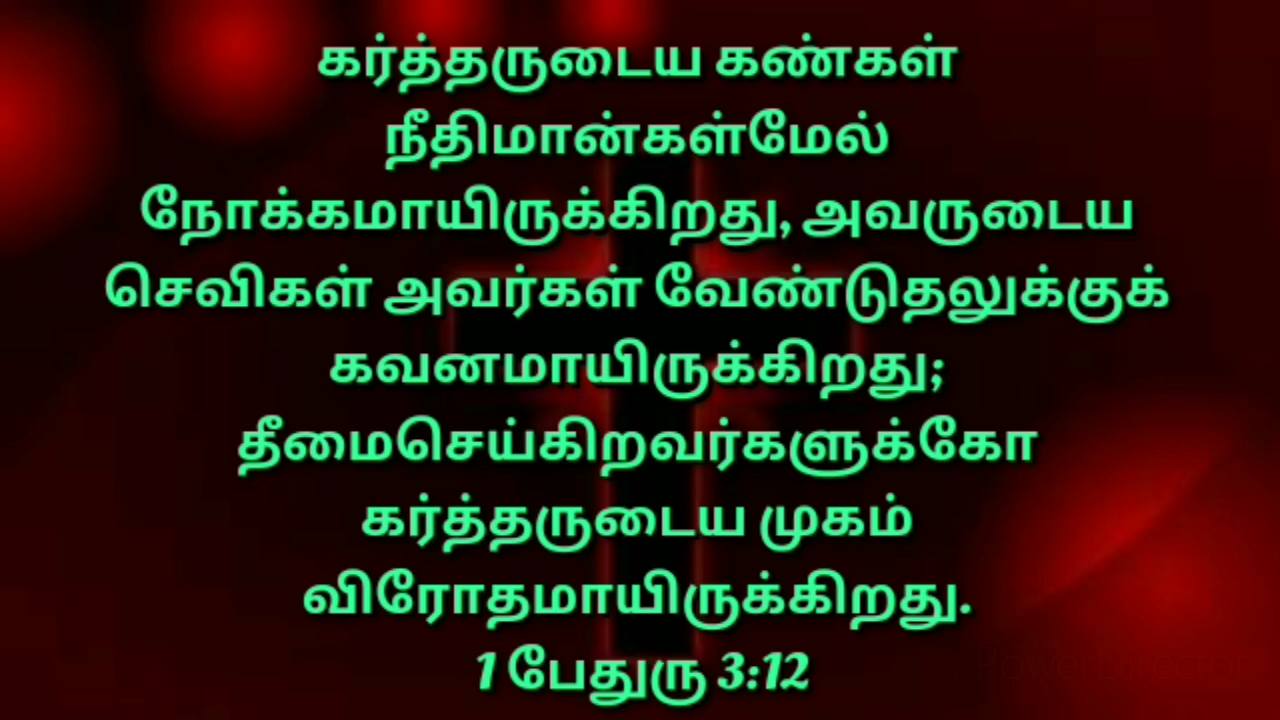 கர்த்தருடைய கண்கள்
நீதிமான்கள்மேல்
நோக்கமாயிருக்கிறது, அவருடைய
செவிகள் அவர்கள் வேண்டுதலுக்குக்
கவனமாயிருக்கிறது;
தீமைசெய்கிறவர்களுக்கோ
கர்த்தருடைய முகம்
விரோதமாயிருக்கிறது.
1 பேதுரு 3:12
PowerDirector